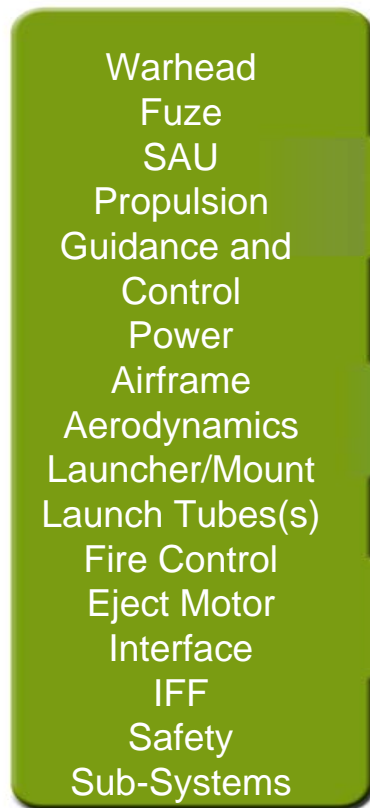 Warhead
Fuze
SAU
Propulsion
Guidance and
Control
Power
Airframe
Aerodynamics
Launcher/Mount
Launch Tubes(s)
Fire Control
Eject Motor
Interface
IFF
Safety
Sub-Systems